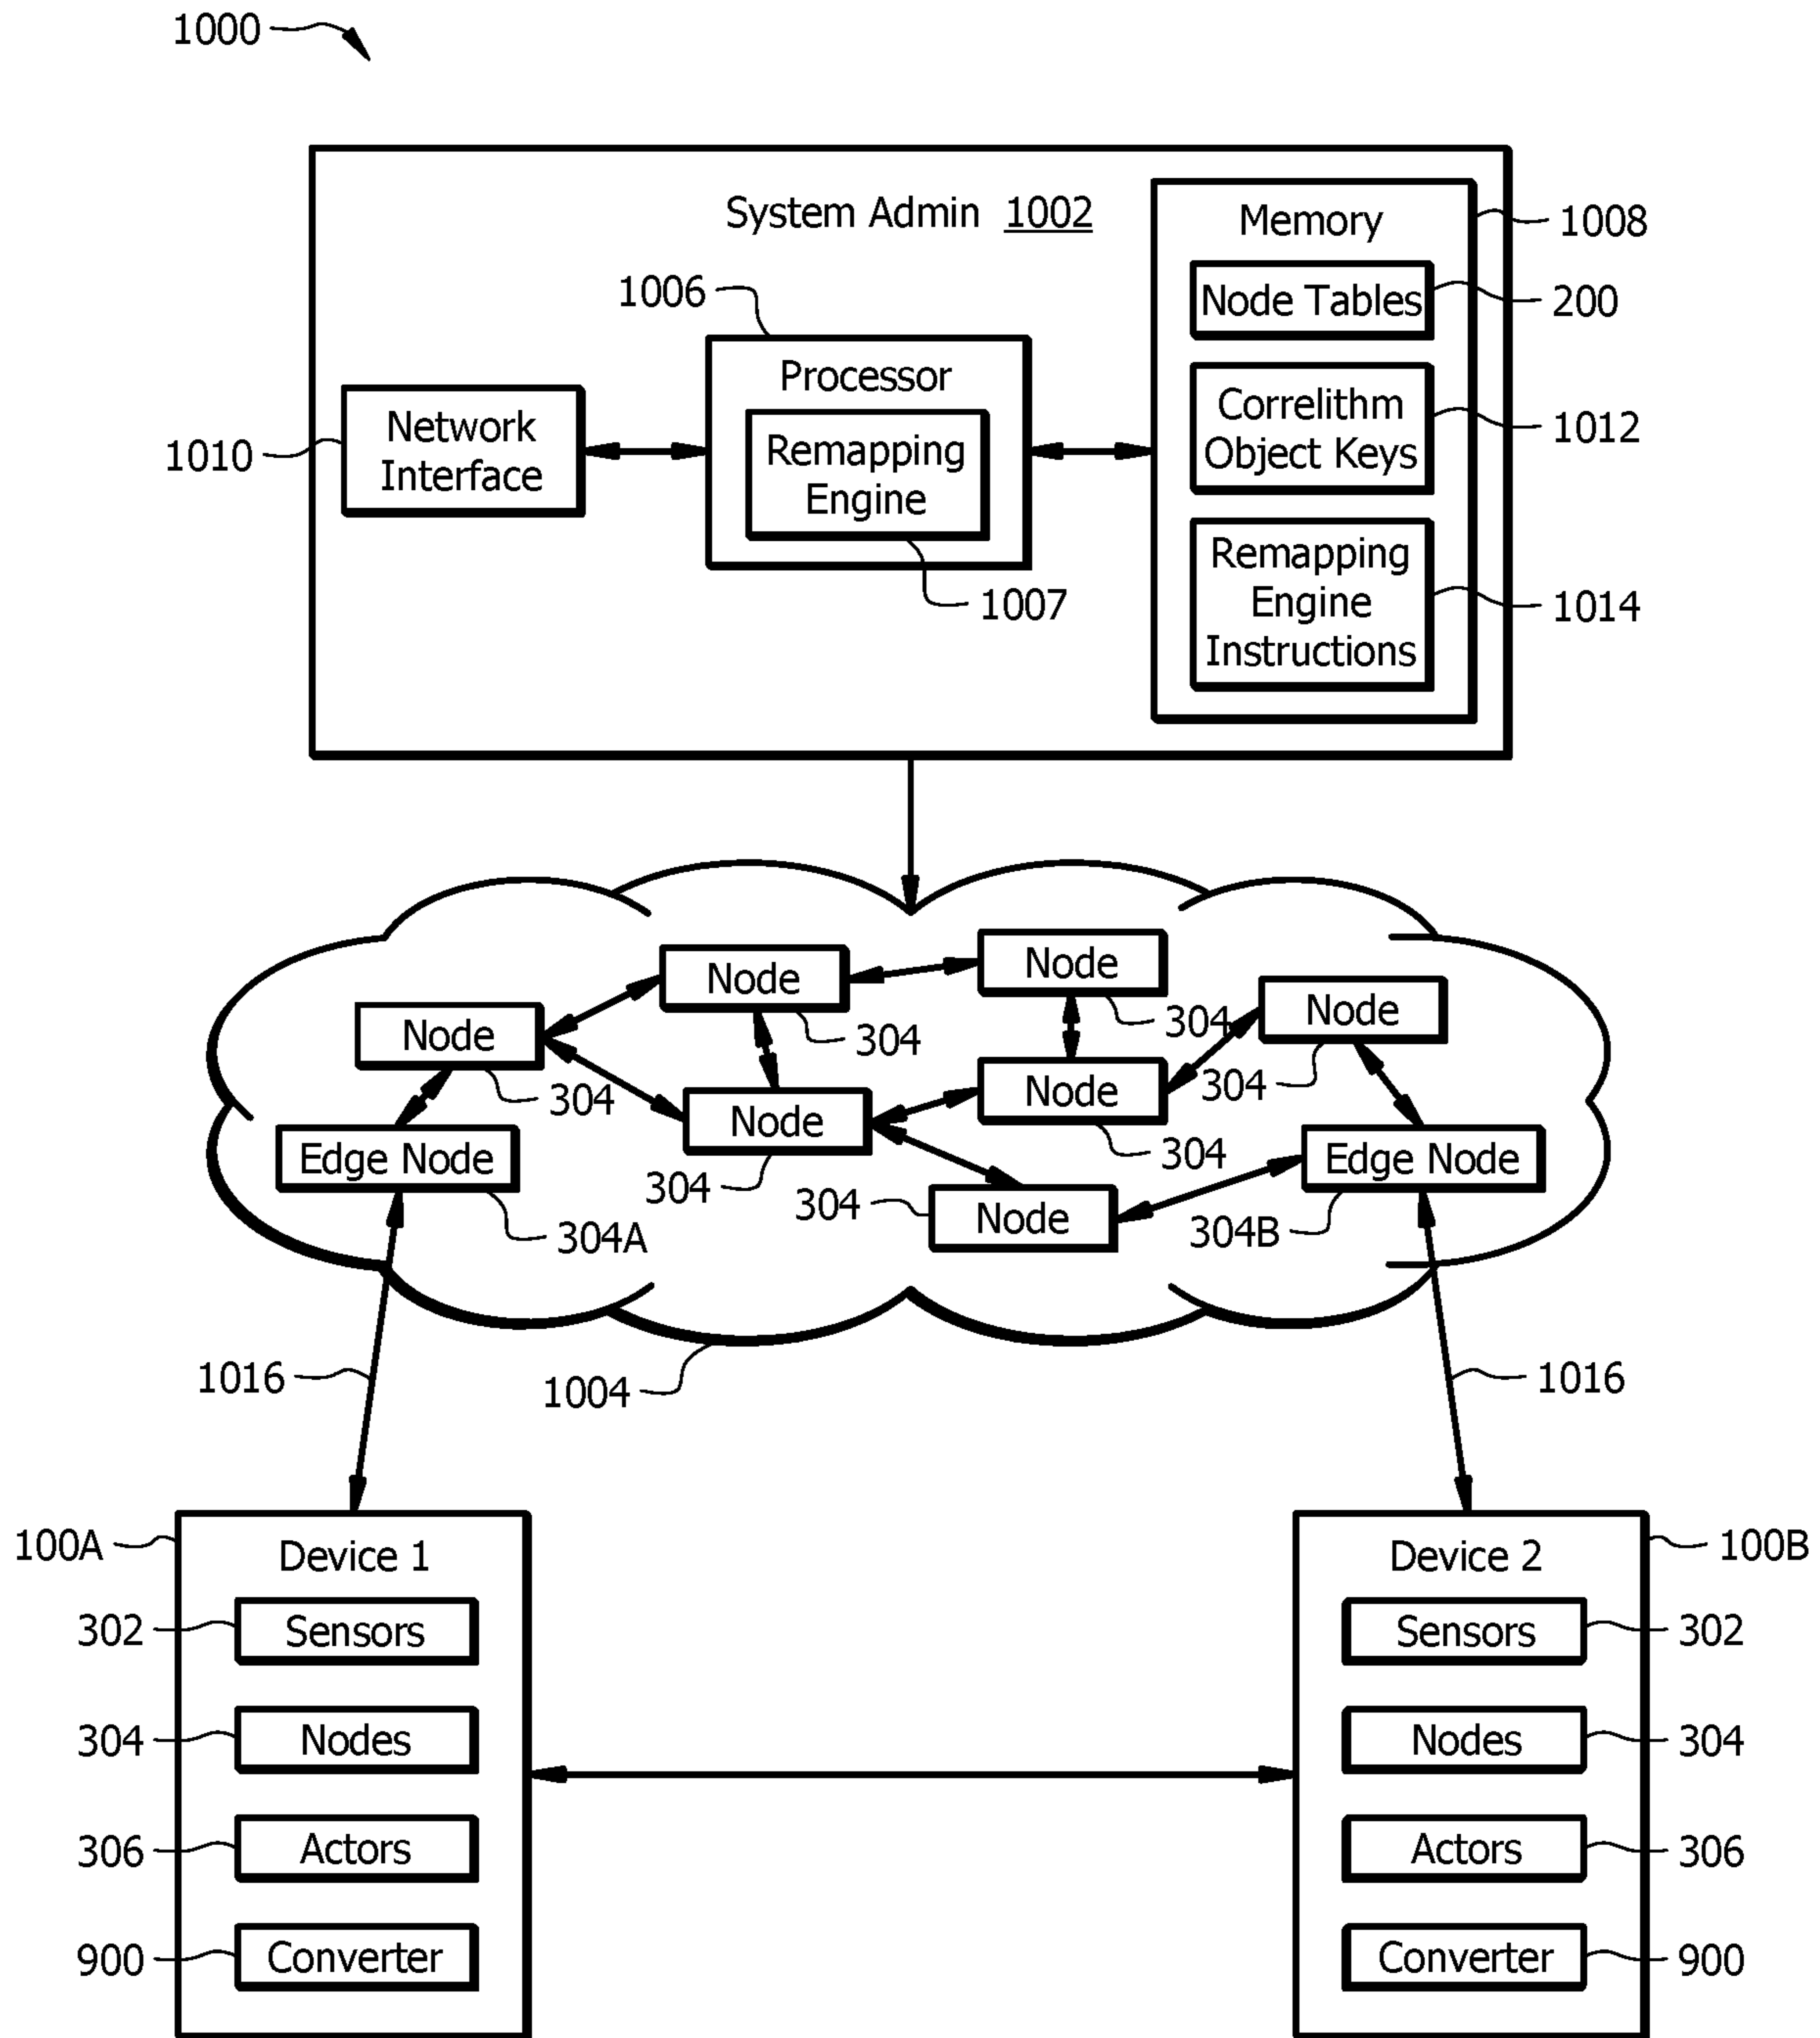 1000
System Admin 1002
Memory
1008
Node Tables
200
1006
Processor
Network
Interface
1010
Remapping
Engine
1007
Correlithm
Object Keys
1012
Remapping
Engine
Instructions
1014
Node
304
Node
304
Node
304
Node
304
Node
304
Node
304
Node
304
Edge Node
304A
Edge Node
304B
1016
1004
1016
100A
Device 1
302
Sensors
304
Nodes
306
Actors
900
Converter
Device 2
100B
Sensors
302
Nodes
304
Actors
306
Converter
900